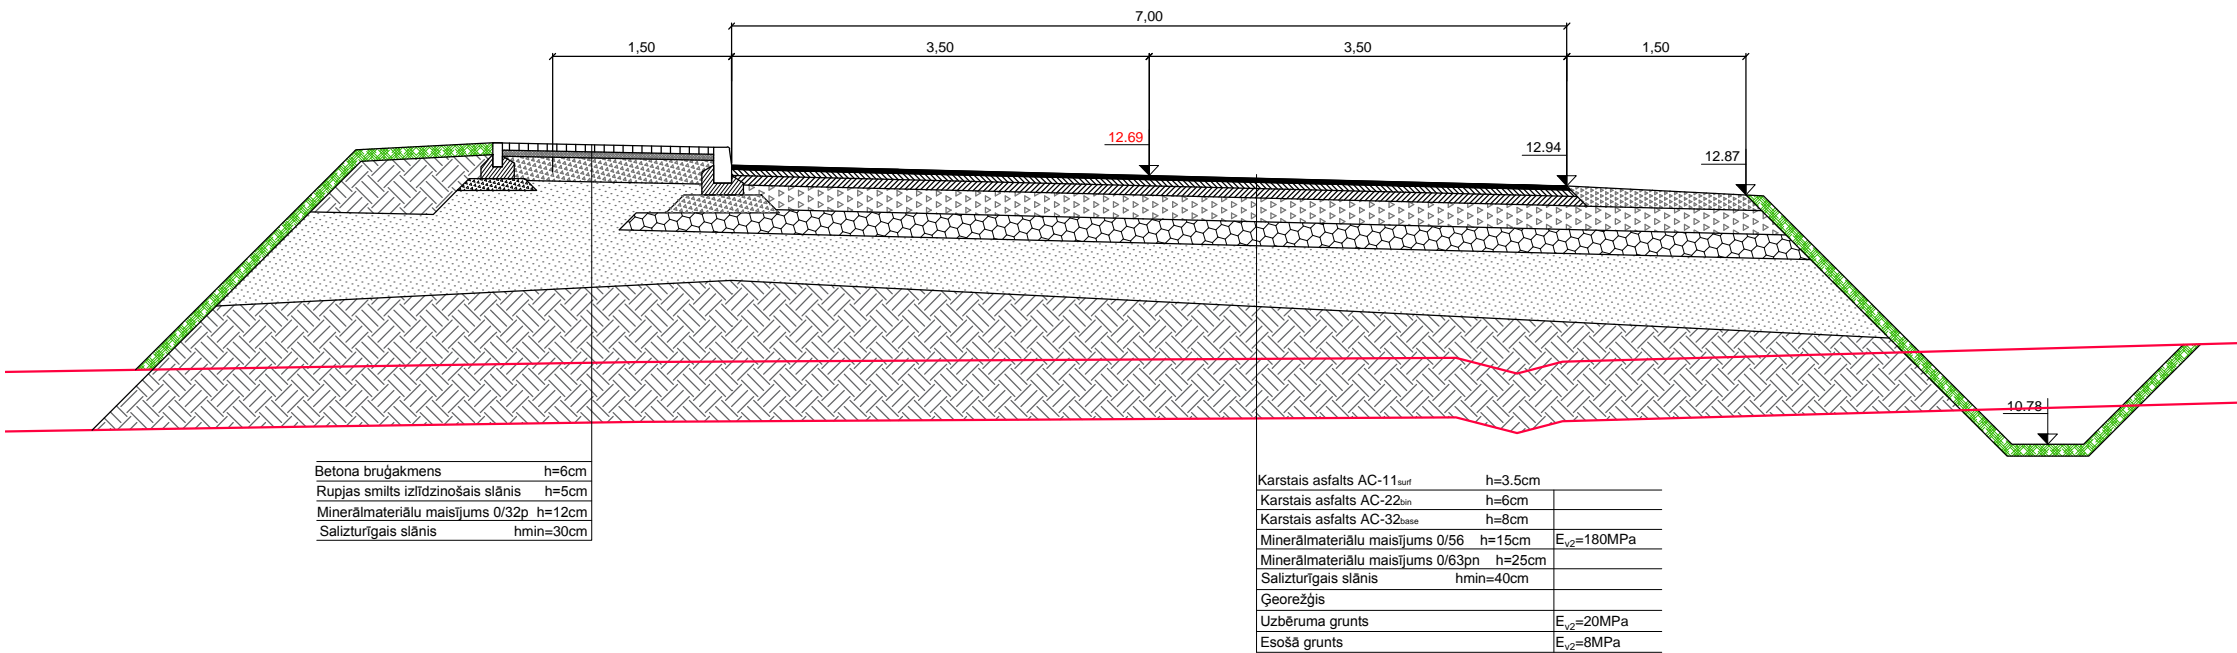 7,00
1,50 3,50 3,50 1,50
12.69 12.94 12.87
10.78
Betona bruģakmens h=6cm
Rupjas smilts izlīdzinošais slānis h=5cm
Minerālmateriālu maisījums 0/32p h=12cm
Salizturīgais slānis hmin=30cm
Karstais asfalts AC-11surf h=3.5cm
Karstais asfalts AC-22bin h=6cm
Karstais asfalts AC-32base h=8cm
Minerālmateriālu maisījums 0/56 h=15cm Ev2=180MPa
Minerālmateriālu maisījums 0/63pn h=25cm
Salizturīgais slānis hmin=40cm
Ģeorežģis
Uzbēruma grunts Ev2=20MPa
Esošā grunts Ev2=8MPa